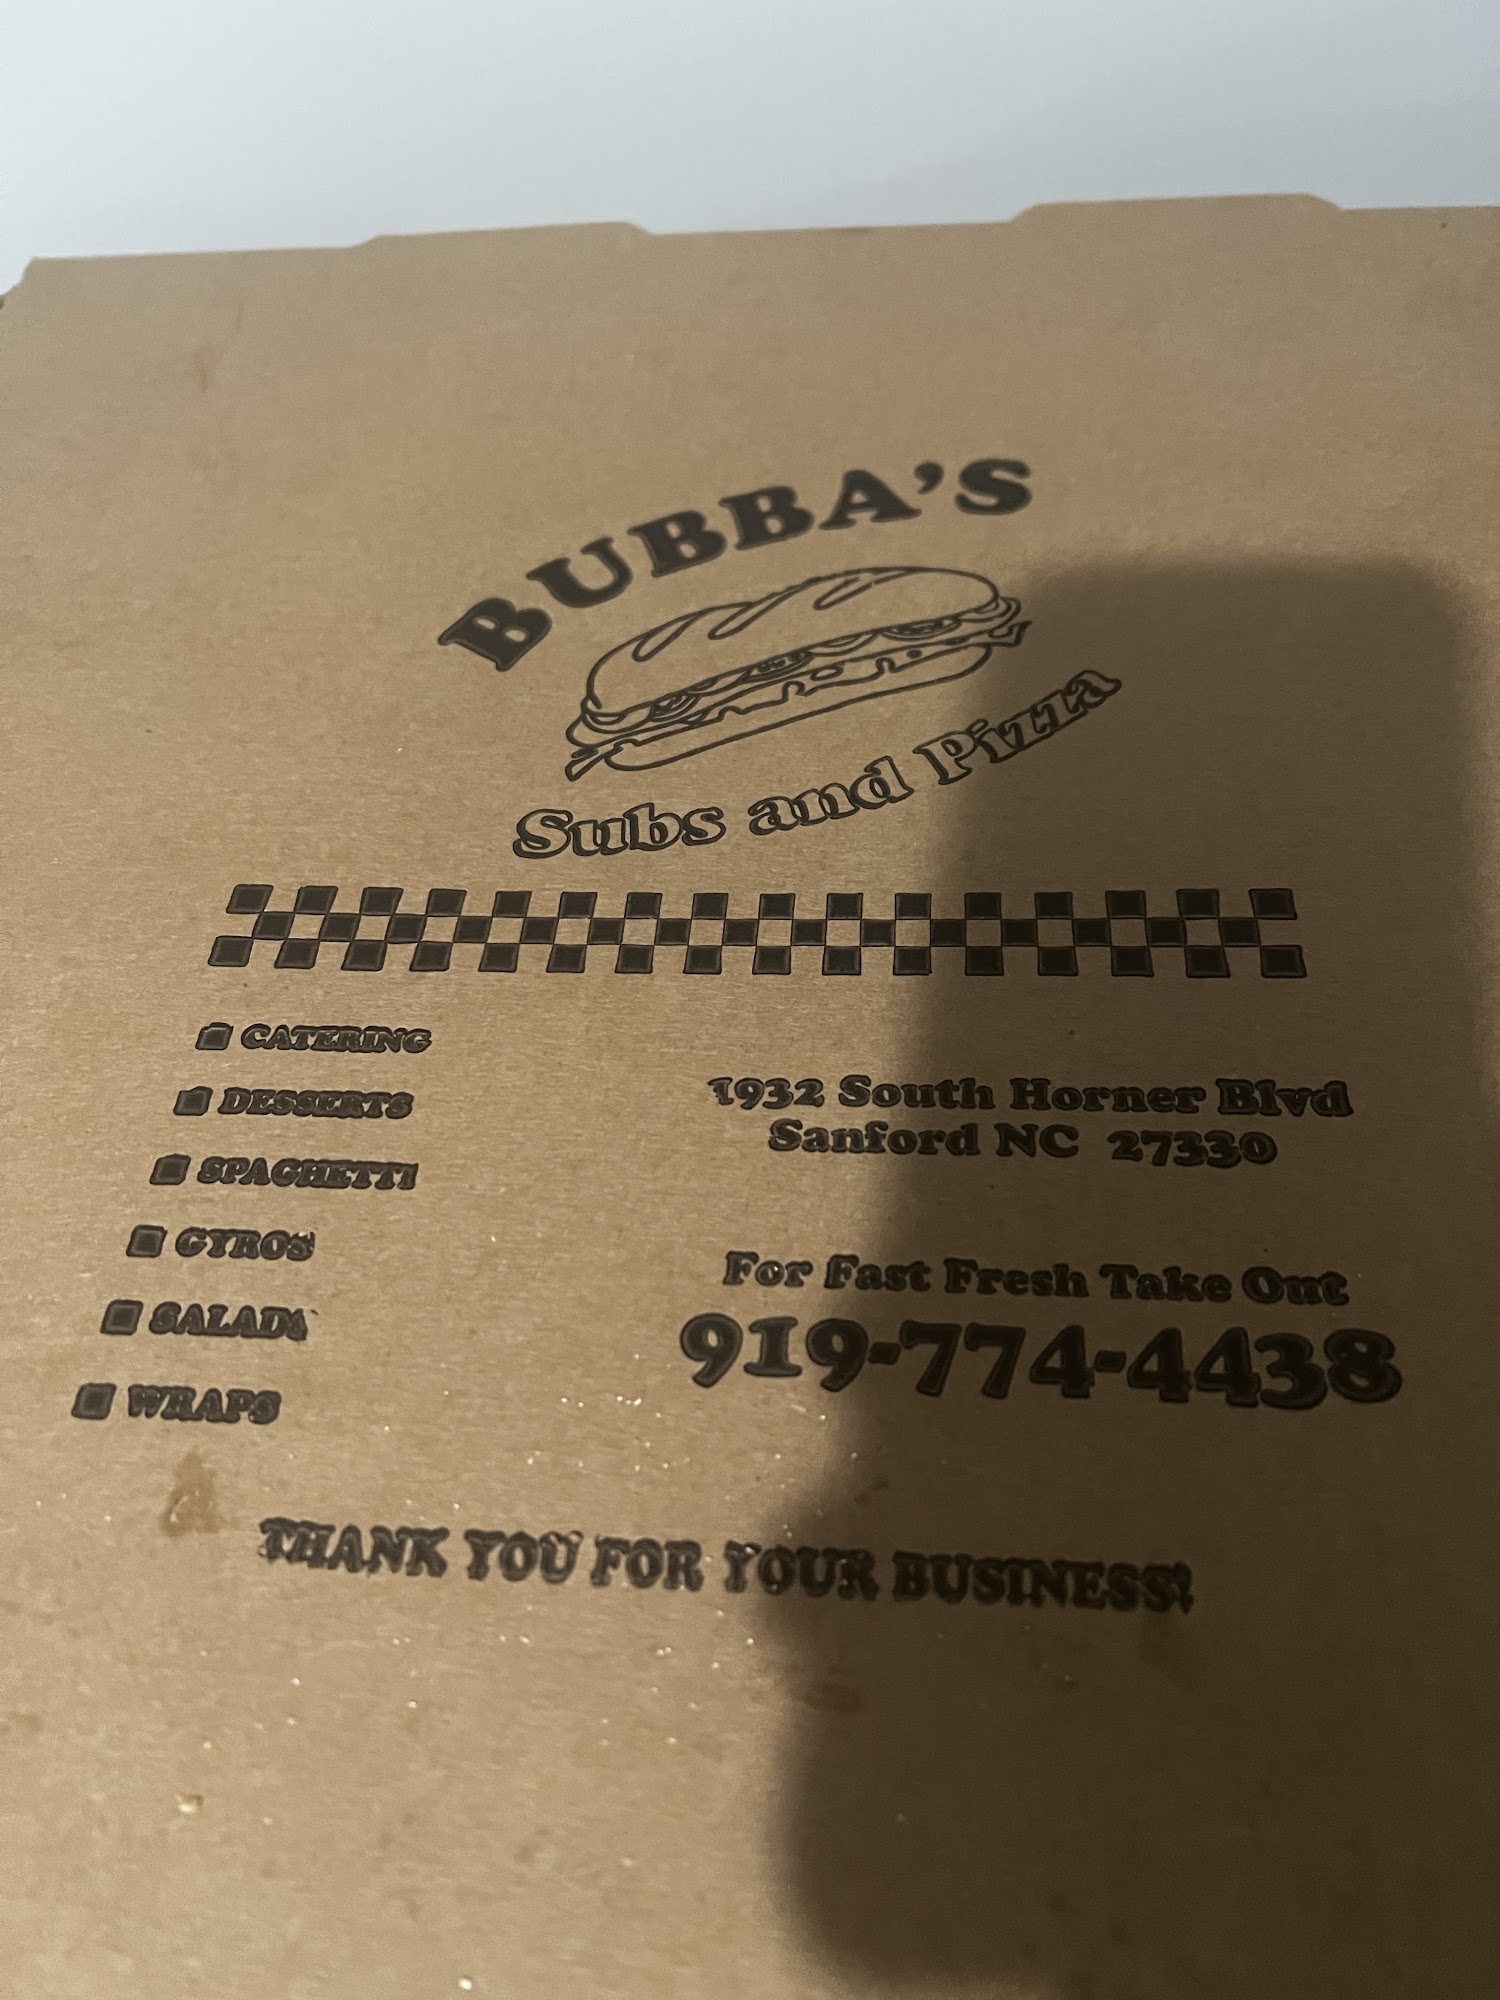 BUBBA'S
Subs and Pizza
CATERING
DESSERTS
SPAGHETTI
GYROS
SALADS
WRAPS
1932 South Horner Blvd
Sanford NC 27330
For Fast Fresh Take Out
919-774-4438
THANK YOU FOR YOUR BUSINESS!